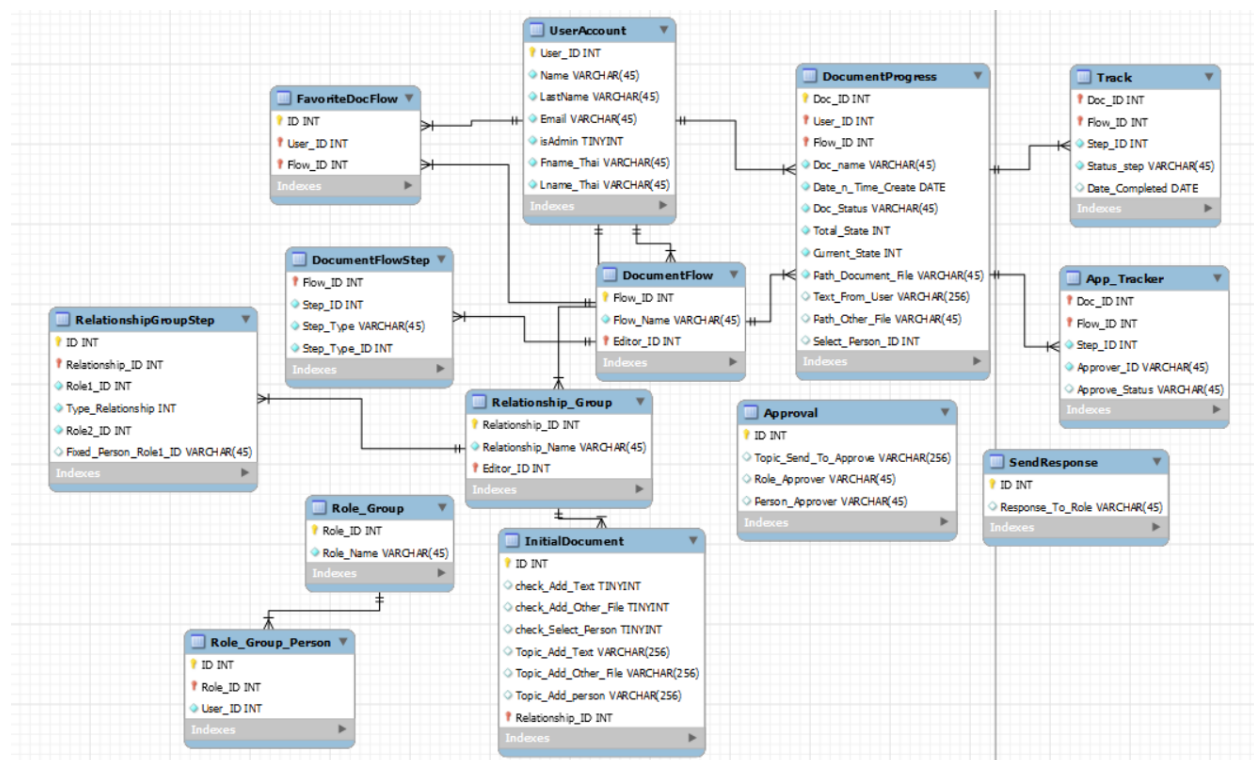 UserAccount
User_ID INT
Name VARCHAR(45)
LastName VARCHAR(45)
Email VARCHAR(45)
isAdmin TINYINT
Fname_Thai VARCHAR(45)
Lname_Thai VARCHAR(45)
Indexes
FavoriteDocFlow
ID INT
User_ID INT
Flow_ID INT
Indexes
DocumentProgress
Doc_ID INT
User_ID INT
Flow_ID INT
Doc_name VARCHAR(45)
Date_n_Time_Create DATE
Doc_Status VARCHAR(45)
Total_State INT
Current_State INT
Path_Document_File VARCHAR(45)
Text_From_User VARCHAR(256)
Path_Other_File VARCHAR(45)
Select_Person_ID INT
Indexes
Track
Doc_ID INT
Flow_ID INT
Step_ID INT
Status_step VARCHAR(45)
Date_Completed DATE
Indexes
DocumentFlowStep
Flow_ID INT
Step_ID INT
Step_Type VARCHAR(45)
Step_Type_ID INT
Indexes
DocumentFlow
Flow_ID INT
Flow_Name VARCHAR(45)
Editor_ID INT
Indexes
App_Tracker
Doc_ID INT
Flow_ID INT
Step_ID INT
Approver_ID VARCHAR(45)
Approve_Status VARCHAR(45)
Indexes
RelationshipGroupStep
ID INT
Relationship_ID INT
Role1_ID INT
Type_Relationship INT
Role2_ID INT
Fixed_Person_Role1_ID VARCHAR(45)
Indexes
Relationship_Group
Relationship_ID INT
Relationship_Name VARCHAR(45)
Editor_ID INT
Indexes
Approval
ID INT
Topic_Send_To_Approve VARCHAR(256)
Role_Approver VARCHAR(45)
Person_Approver VARCHAR(45)
Indexes
SendResponse
ID INT
Response_To_Role VARCHAR(45)
Indexes
Role_Group
Role_ID INT
Role_Name VARCHAR(45)
Indexes
InitialDocument
ID INT
check_Add_Text TINYINT
check_Add_Other_File TINYINT
check_Select_Person TINYINT
Topic_Add_Text VARCHAR(256)
Topic_Add_Other_File VARCHAR(256)
Topic_Add_person VARCHAR(256)
Relationship_ID INT
Indexes
Role_Group_Person
ID INT
Role_ID INT
User_ID INT
Indexes